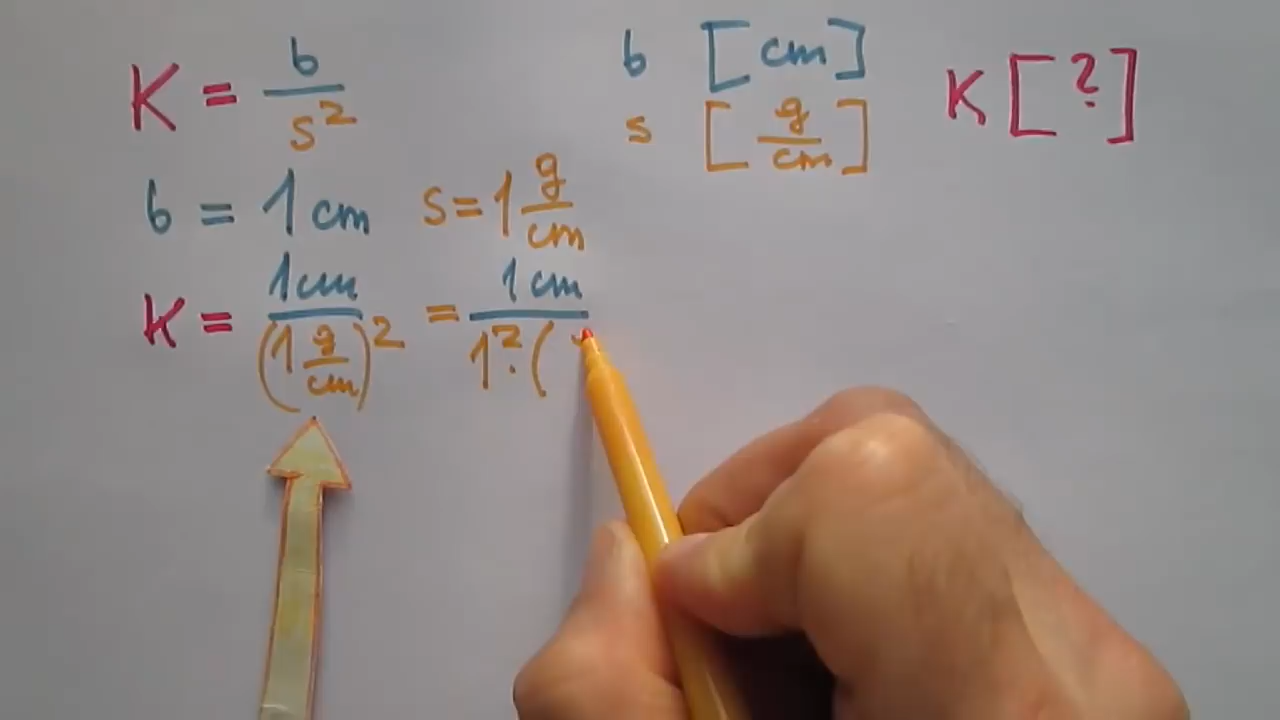 K = b / s² b [cm] K [?]
s [g/cm]
b = 1 cm s = 1 g/cm
K = 1 cm / (1 g/cm)² = 1 cm / 1² · (